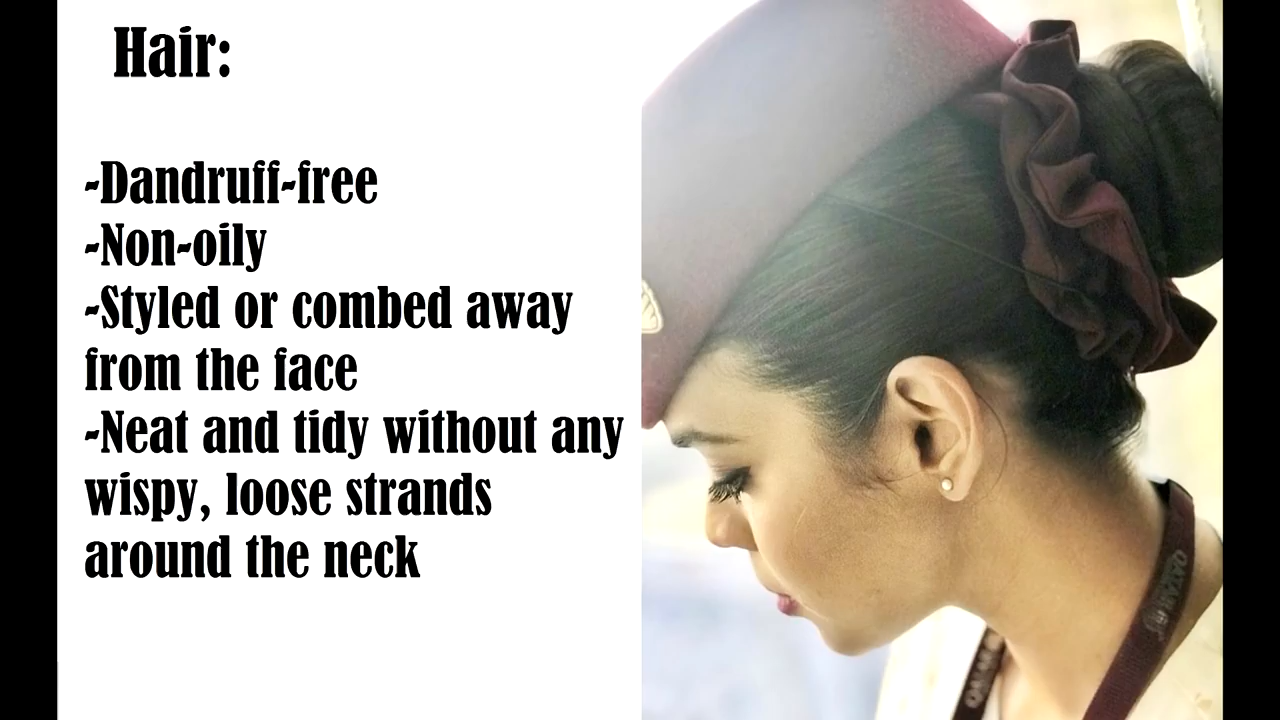 Hair:
-Dandruff-free
-Non-oily
-Styled or combed away
from the face
-Neat and tidy without any
wispy, loose strands
around the neck
QATAR